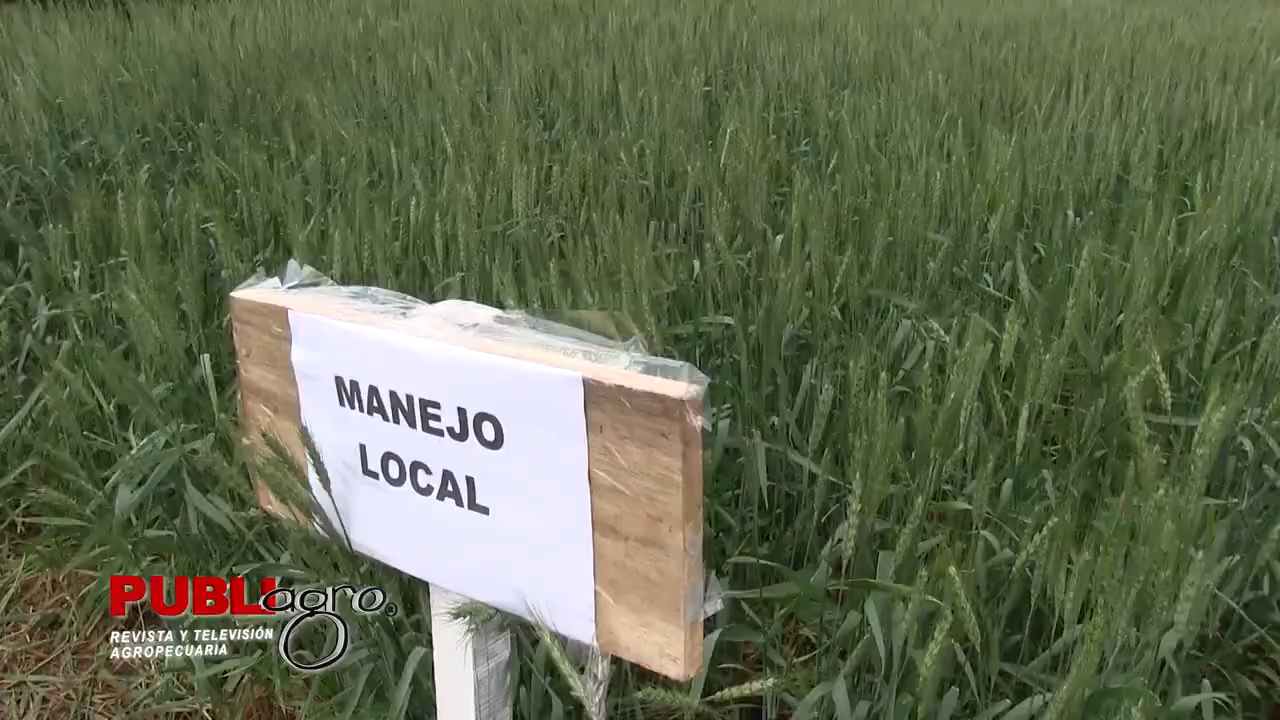 MANEJO
LOCAL
PUBLIagro
REVISTA Y TELEVISIÓN
AGROPECUARIA